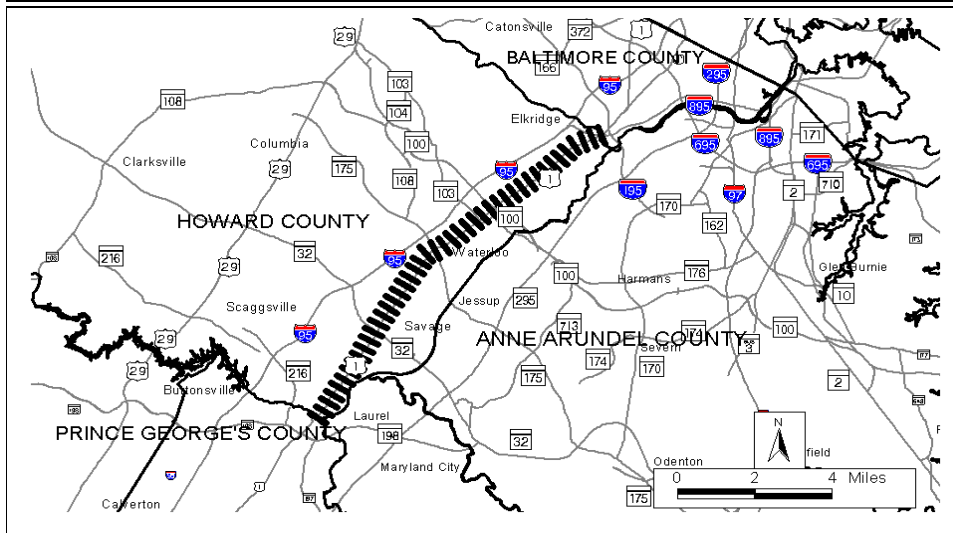 Catonsville
29
372
1
BALTIMORE COUNTY
166
295
95
103
108
895
104
Elkridge
171
895
Columbia
100
695
Clarksville
695
29
175
95
1
710
108
103
195
2
97
170
HOWARD COUNTY
100
162
32
Waterloo
216
95
29
176
Glen Burnie
100
Harmans
10
Jessup
295
Scaggsville
Savage
713
95
ANNE ARUNDEL COUNTY
100
29
32
174
Severn
3
1
174
170
29
216
175
2
Burtonsville
Laurel
PRINCE GEORGE'S COUNTY
198
32
N
field
Maryland City
Odenton
0 2 4 Miles
95
1
175
Calverton